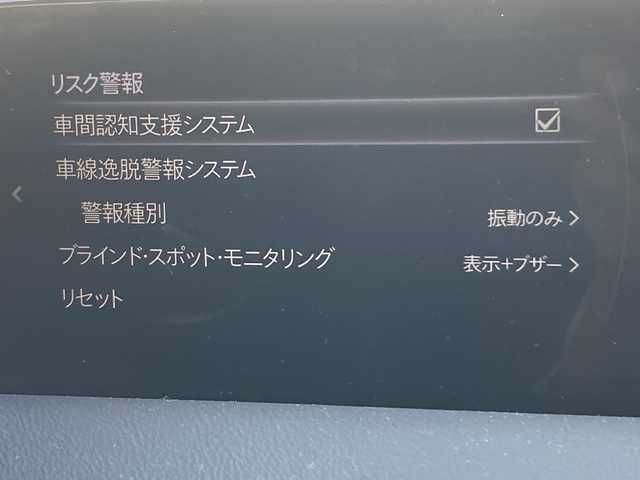 リスク警報
車間認知支援システム
車線逸脱警報システム
警報種別 振動のみ
ブラインド・スポット・モニタリング 表示+ブザー
リセット